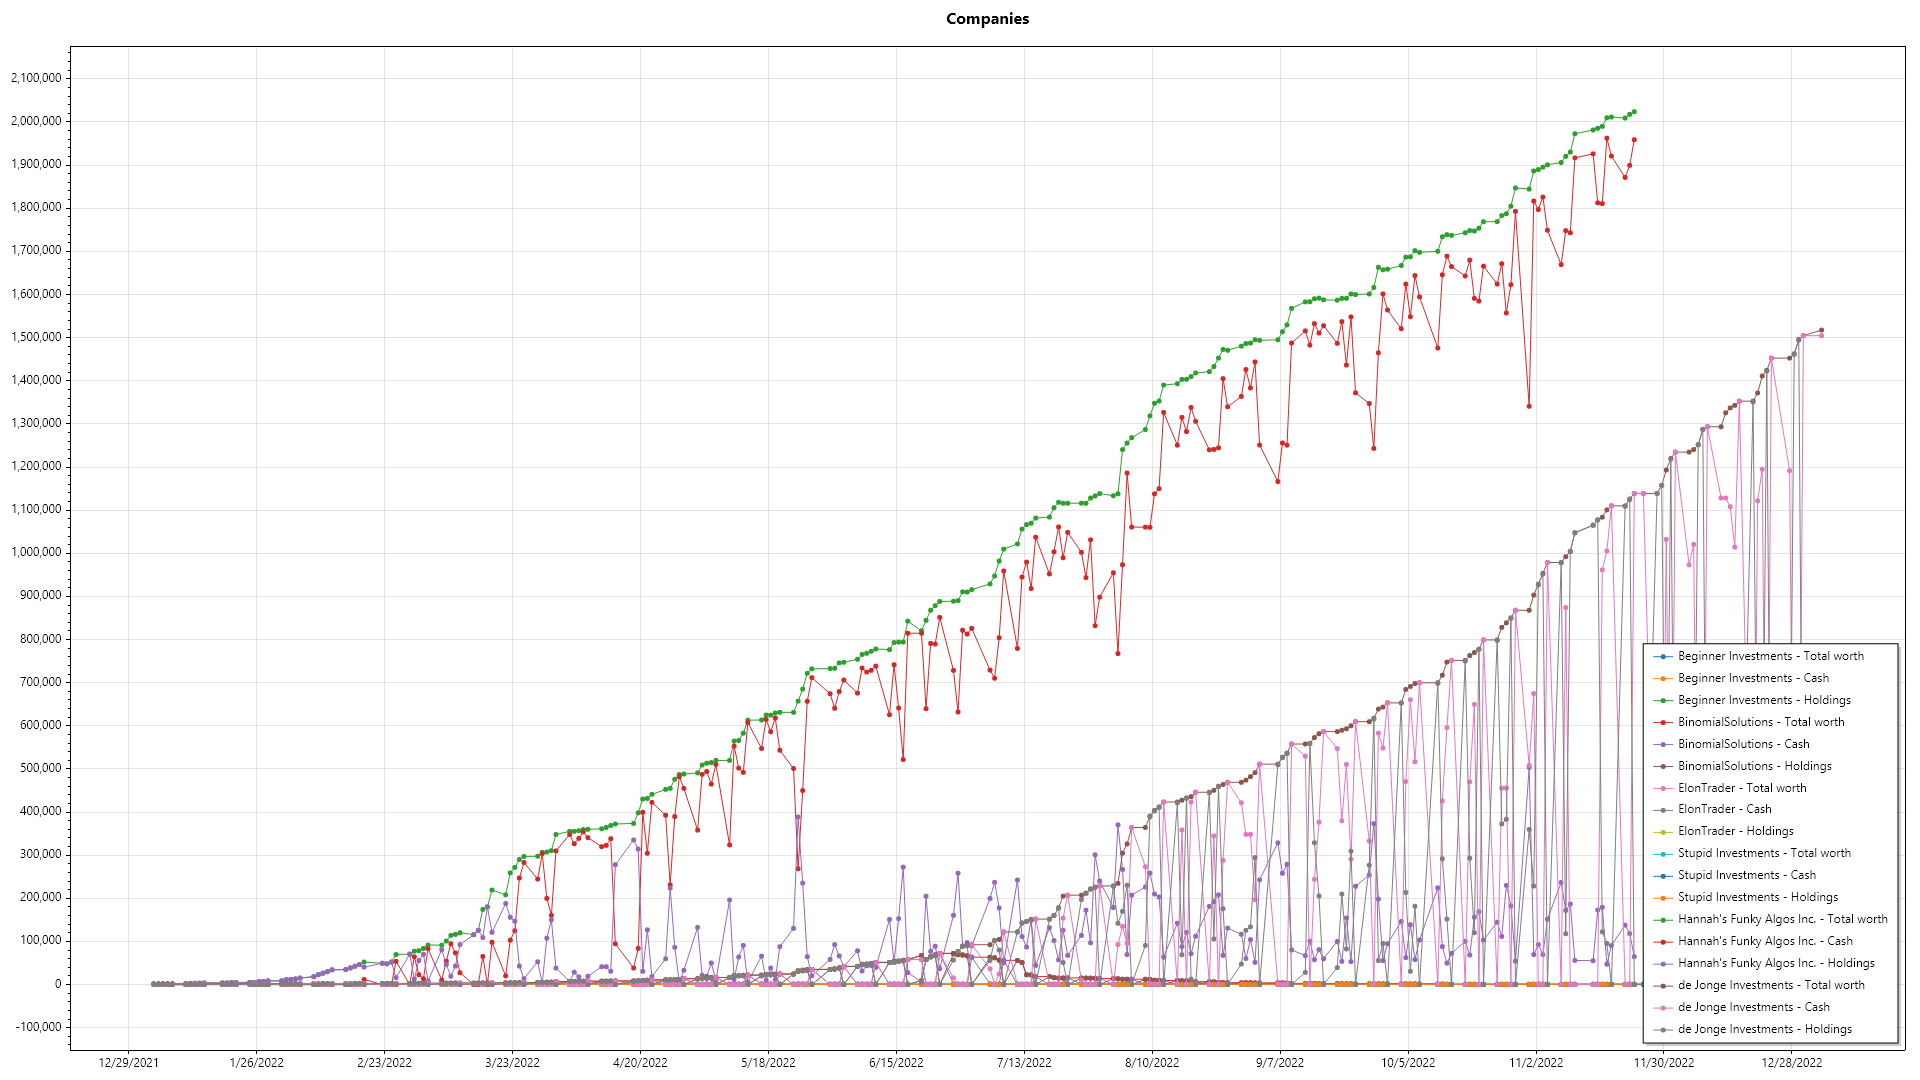 Companies
2,100,000
2,000,000
1,900,000
1,800,000
1,700,000
1,600,000
1,500,000
1,400,000
1,300,000
1,200,000
1,100,000
1,000,000
900,000
800,000
700,000
600,000
500,000
400,000
300,000
200,000
100,000
0
-100,000
Beginner Investments - Total worth
Beginner Investments - Cash
Beginner Investments - Holdings
BinomialSolutions - Total worth
BinomialSolutions - Cash
BinomialSolutions - Holdings
ElonTrader - Total worth
ElonTrader - Cash
ElonTrader - Holdings
Stupid Investments - Total worth
Stupid Investments - Cash
Stupid Investments - Holdings
Hannah's Funky Algos Inc. - Total worth
Hannah's Funky Algos Inc. - Cash
Hannah's Funky Algos Inc. - Holdings
de Jonge Investments - Total worth
de Jonge Investments - Cash
de Jonge Investments - Holdings
12/29/2021 1/26/2022 2/23/2022 3/23/2022 4/20/2022 5/18/2022 6/15/2022 7/13/2022 8/10/2022 9/7/2022 10/5/2022 11/2/2022 11/30/2022 12/28/2022